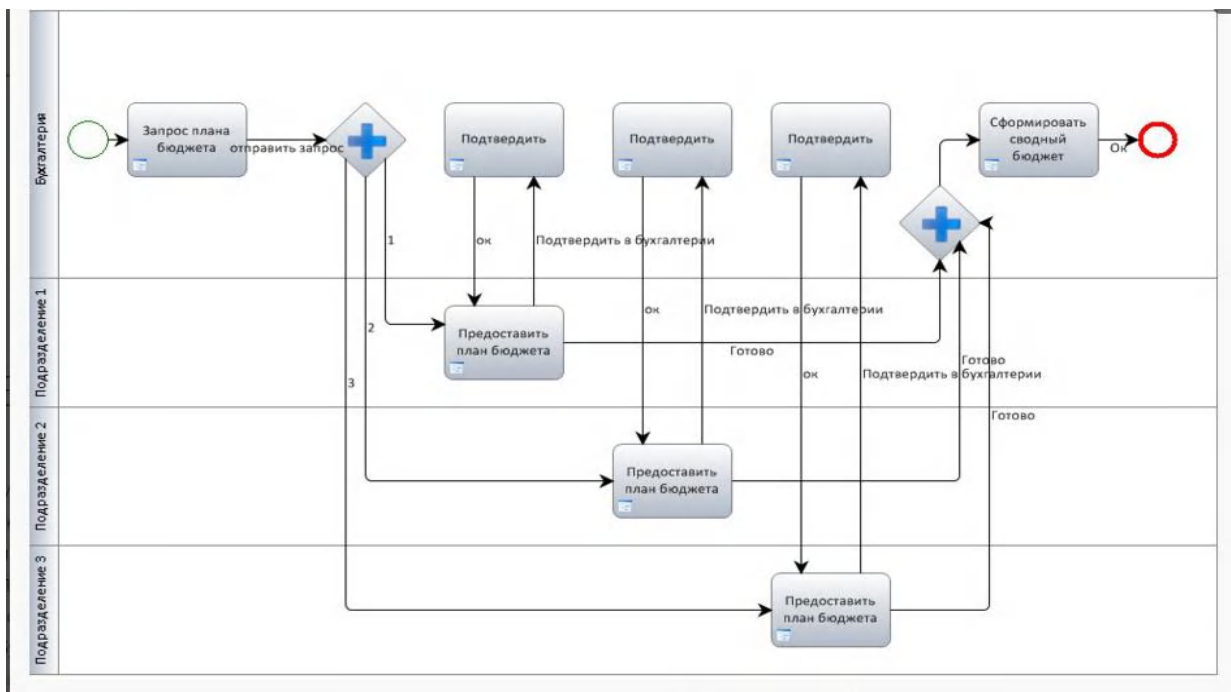 Бухгалтерия
Запрос плана
бюджета
отправить запрос
Подтвердить
Подтвердить
Подтвердить
Сформировать
сводный
бюджет
Ок
1
ок
Подтвердить в бухгалтерии
Подразделение 1
2
3
Предоставить
план бюджета
Готово
ок
Подтвердить в бухгалтерии
ок
Подтвердить в бухгалтерии
Готово
Готово
Подразделение 2
Предоставить
план бюджета
Подразделение 3
Предоставить
план бюджета